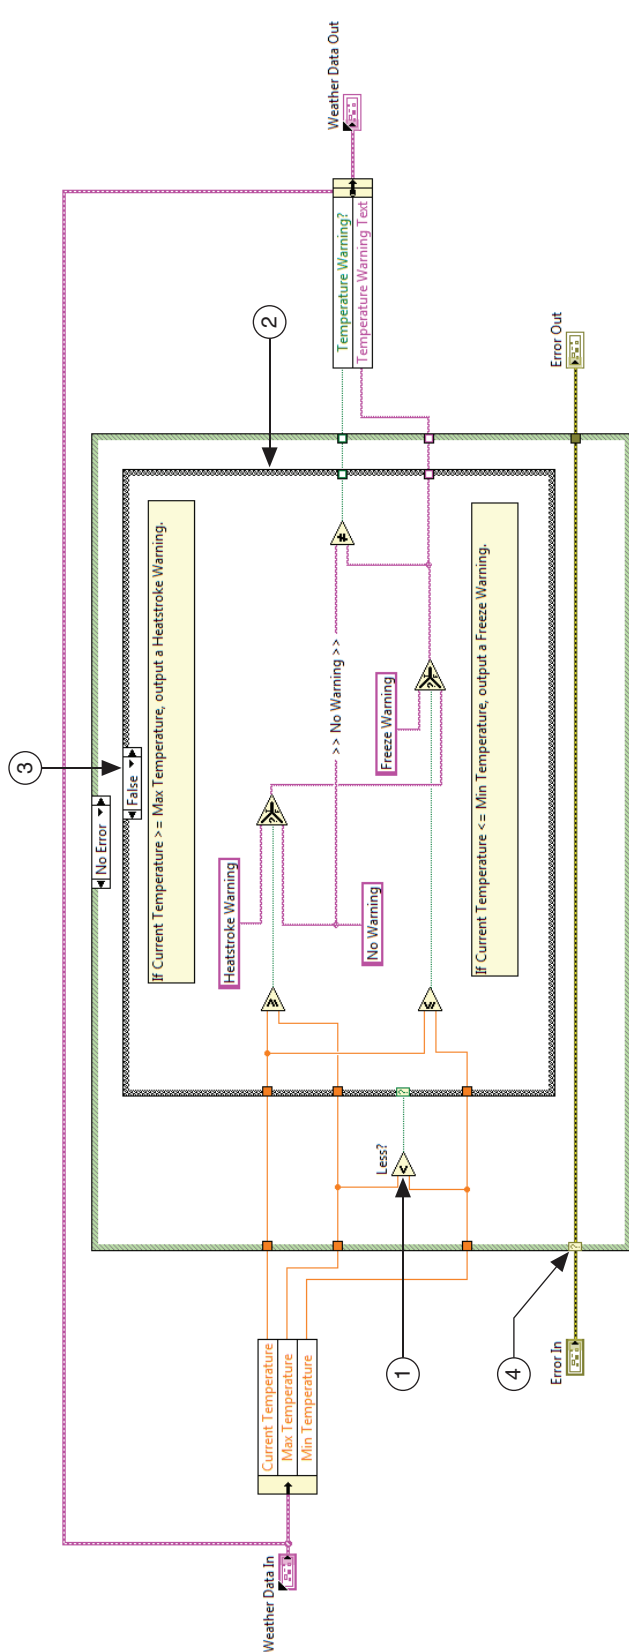 3
2
No Error
False
If Current Temperature >= Max Temperature, output a Heatstroke Warning.
Heatstroke Warning
Weather Data In
Current Temperature
Max Temperature
Min Temperature
>> No Warning >>
Temperature Warning?
Temperature Warning Text
Weather Data Out
No Warning
Freeze Warning
Less?
If Current Temperature <= Min Temperature, output a Freeze Warning.
1
4
Error In
Error Out